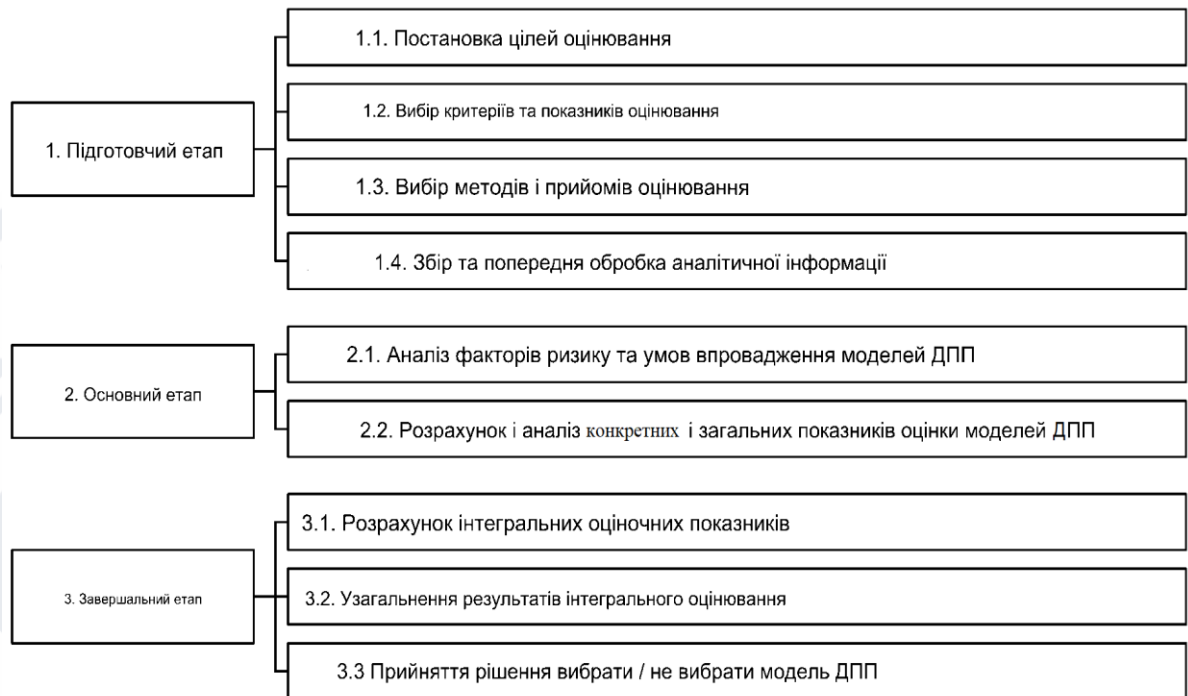 1. Підготовчий етап
1.1. Постановка цілей оцінювання
1.2. Вибір критеріїв та показників оцінювання
1.3. Вибір методів і прийомів оцінювання
1.4. Збір та попередня обробка аналітичної інформації
2. Основний етап
2.1. Аналіз факторів ризику та умов впровадження моделей ДПП
2.2. Розрахунок і аналіз конкретних і загальних показників оцінки моделей ДПП
3. Завершальний етап
3.1. Розрахунок інтегральних оціночних показників
3.2. Узагальнення результатів інтегрального оцінювання
3.3 Прийняття рішення вибрати / не вибрати модель ДПП